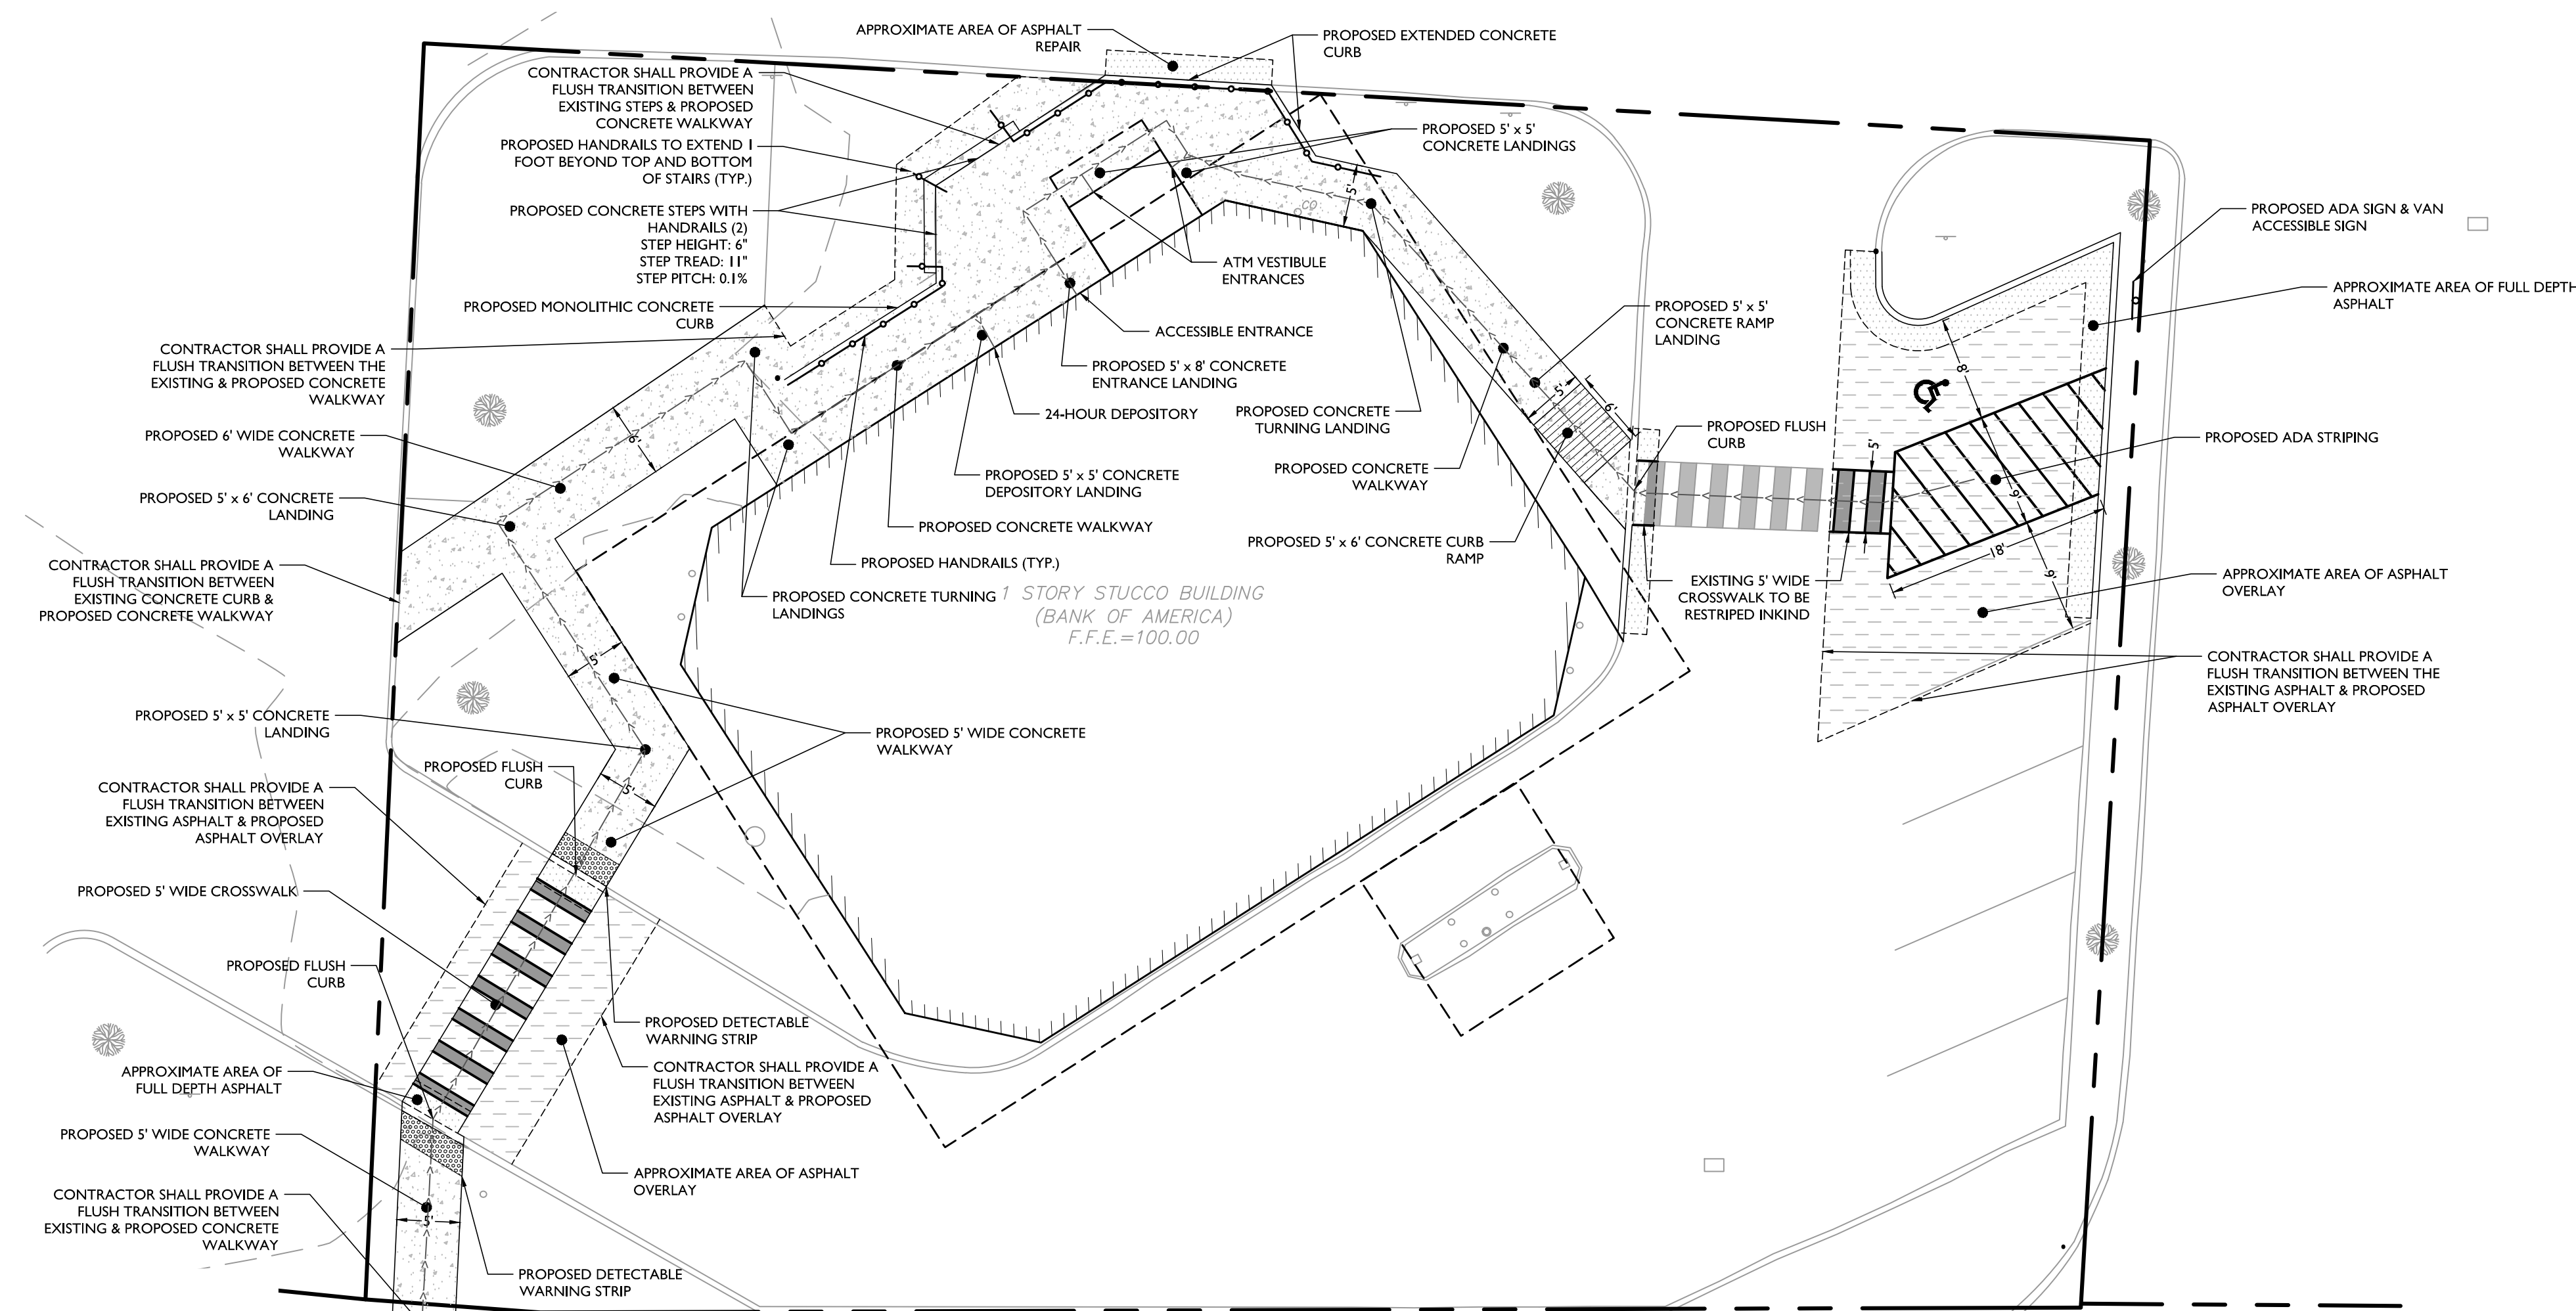 APPROXIMATE AREA OF ASPHALT
REPAIR
PROPOSED EXTENDED CONCRETE
CURB
CONTRACTOR SHALL PROVIDE A
FLUSH TRANSITION BETWEEN
EXISTING STEPS & PROPOSED
CONCRETE WALKWAY
PROPOSED HANDRAILS TO EXTEND 1
FOOT BEYOND TOP AND BOTTOM
OF STAIRS (TYP.)
PROPOSED CONCRETE STEPS WITH
HANDRAILS (2)
STEP HEIGHT: 6"
STEP TREAD: 11"
STEP PITCH: 0.1%
PROPOSED MONOLITHIC CONCRETE
CURB
CONTRACTOR SHALL PROVIDE A
FLUSH TRANSITION BETWEEN THE
EXISTING & PROPOSED CONCRETE
WALKWAY
PROPOSED 6' WIDE CONCRETE
WALKWAY
PROPOSED 5' x 6' CONCRETE
LANDING
CONTRACTOR SHALL PROVIDE A
FLUSH TRANSITION BETWEEN
EXISTING CONCRETE CURB &
PROPOSED CONCRETE WALKWAY
PROPOSED 5' x 5' CONCRETE
LANDING
CONTRACTOR SHALL PROVIDE A
FLUSH TRANSITION BETWEEN
EXISTING ASPHALT & PROPOSED
ASPHALT OVERLAY
PROPOSED 5' WIDE CROSSWALK
PROPOSED FLUSH
CURB
PROPOSED FLUSH
CURB
APPROXIMATE AREA OF
FULL DEPTH ASPHALT
PROPOSED 5' WIDE CONCRETE
WALKWAY
CONTRACTOR SHALL PROVIDE A
FLUSH TRANSITION BETWEEN
EXISTING & PROPOSED CONCRETE
WALKWAY
PROPOSED DETECTABLE
WARNING STRIP
APPROXIMATE AREA OF ASPHALT
OVERLAY
CONTRACTOR SHALL PROVIDE A
FLUSH TRANSITION BETWEEN
EXISTING ASPHALT & PROPOSED
ASPHALT OVERLAY
PROPOSED DETECTABLE
WARNING STRIP
PROPOSED 5' WIDE CONCRETE
WALKWAY
PROPOSED CONCRETE TURNING
LANDINGS
PROPOSED HANDRAILS (TYP.)
PROPOSED CONCRETE WALKWAY
PROPOSED 5' x 5' CONCRETE
DEPOSITORY LANDING
24-HOUR DEPOSITORY
PROPOSED 5' x 8' CONCRETE
ENTRANCE LANDING
ACCESSIBLE ENTRANCE
ATM VESTIBULE
ENTRANCES
PROPOSED 5' x 5'
CONCRETE LANDINGS
CO
1 STORY STUCCO BUILDING
(BANK OF AMERICA)
F.F.E.=100.00
PROPOSED CONCRETE
TURNING LANDING
PROPOSED CONCRETE
WALKWAY
PROPOSED 5' x 6' CONCRETE CURB
RAMP
PROPOSED 5' x 5'
CONCRETE RAMP
LANDING
PROPOSED FLUSH
CURB
EXISTING 5' WIDE
CROSSWALK TO BE
RESTRIPED INKIND
PROPOSED ADA SIGN & VAN
ACCESSIBLE SIGN
APPROXIMATE AREA OF FULL DEPTH
ASPHALT
PROPOSED ADA STRIPING
APPROXIMATE AREA OF ASPHALT
OVERLAY
CONTRACTOR SHALL PROVIDE A
FLUSH TRANSITION BETWEEN THE
EXISTING ASPHALT & PROPOSED
ASPHALT OVERLAY
6'
5'
5'
5'
5'
5'
6'
5'
8'
9'
9'
18'